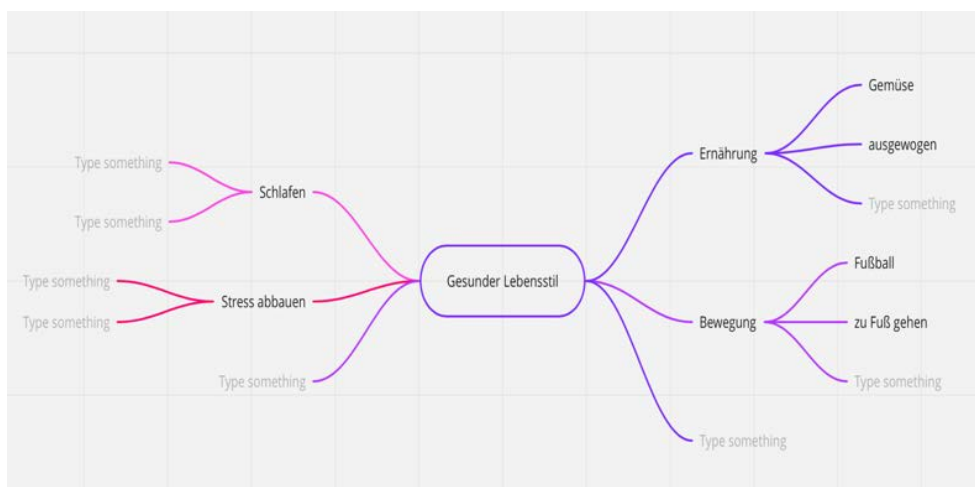 Gemüse
Ernährung
ausgewogen
Type something
Fußball
Bewegung
zu Fuß gehen
Type something
Type something
Gesunder Lebensstil
Type something
Schlafen
Type something
Type something
Stress abbauen
Type something
Type something